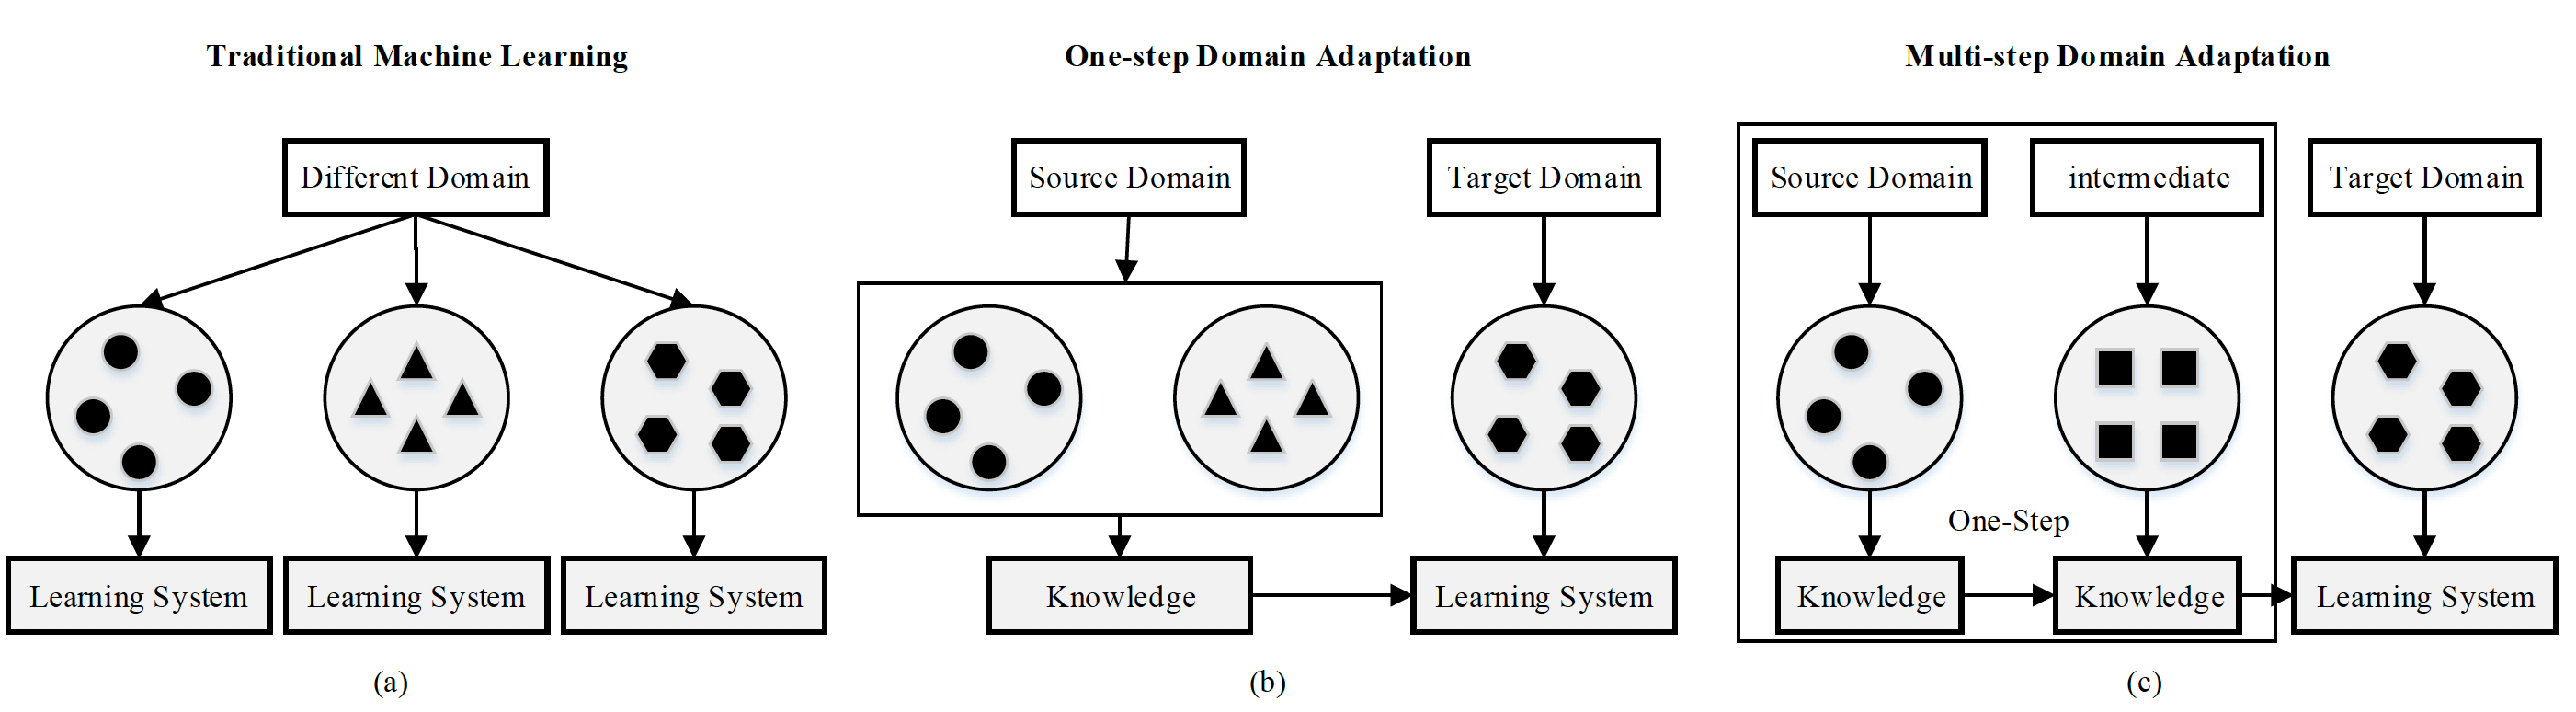 Traditional Machine Learning
Different Domain
Learning System
Learning System
Learning System
(a)
One-step Domain Adaptation
Source Domain
Target Domain
Knowledge
Learning System
(b)
Multi-step Domain Adaptation
Source Domain
intermediate
Target Domain
One-Step
Knowledge
Knowledge
Learning System
(c)